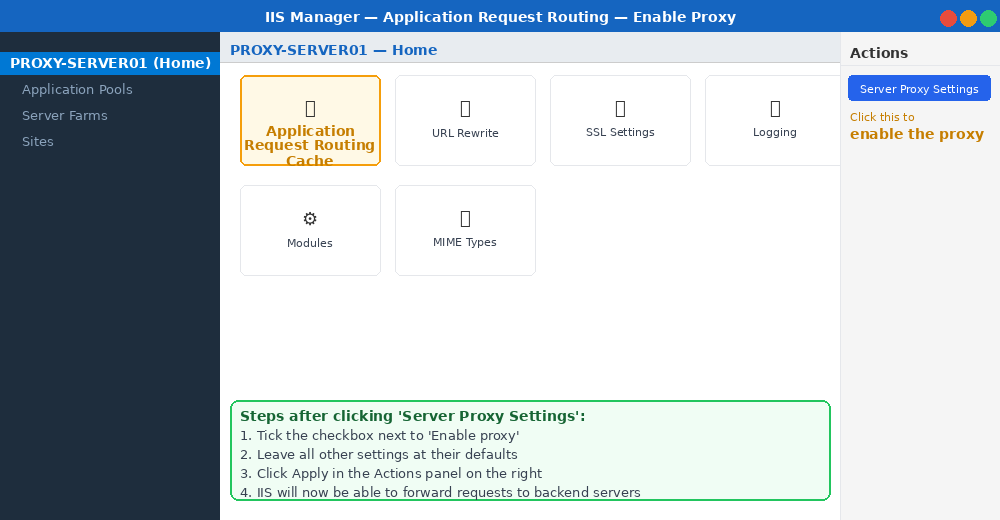 IIS Manager — Application Request Routing — Enable Proxy
PROXY-SERVER01 (Home)
Application Pools
Server Farms
Sites
PROXY-SERVER01 — Home
Application
Request Routing
Cache
URL Rewrite
SSL Settings
Logging
Modules
MIME Types
Actions
Server Proxy Settings
Click this to
enable the proxy
Steps after clicking 'Server Proxy Settings':
1. Tick the checkbox next to 'Enable proxy'
2. Leave all other settings at their defaults
3. Click Apply in the Actions panel on the right
4. IIS will now be able to forward requests to backend servers